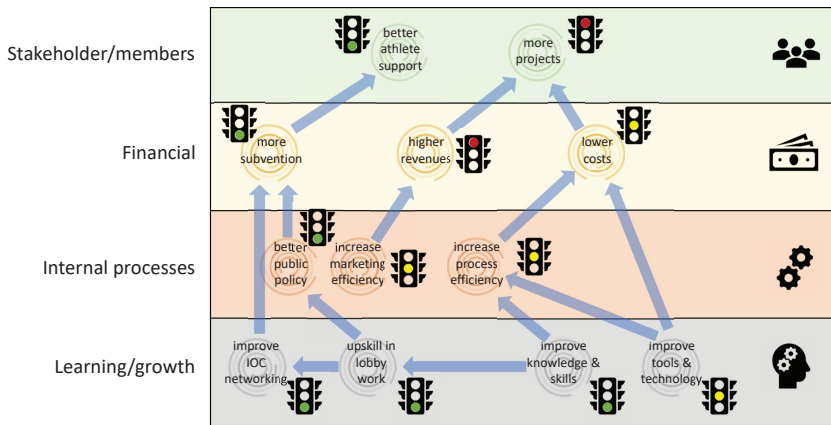 Stakeholder/members
better
athlete
support
more
projects
Financial
more
subvention
higher
revenues
lower
costs
Internal processes
better
public
policy
increase
marketing
efficiency
increase
process
efficiency
Learning/growth
improve
IOC
networking
upskill in
lobby
work
improve
knowledge &
skills
improve
tools &
technology